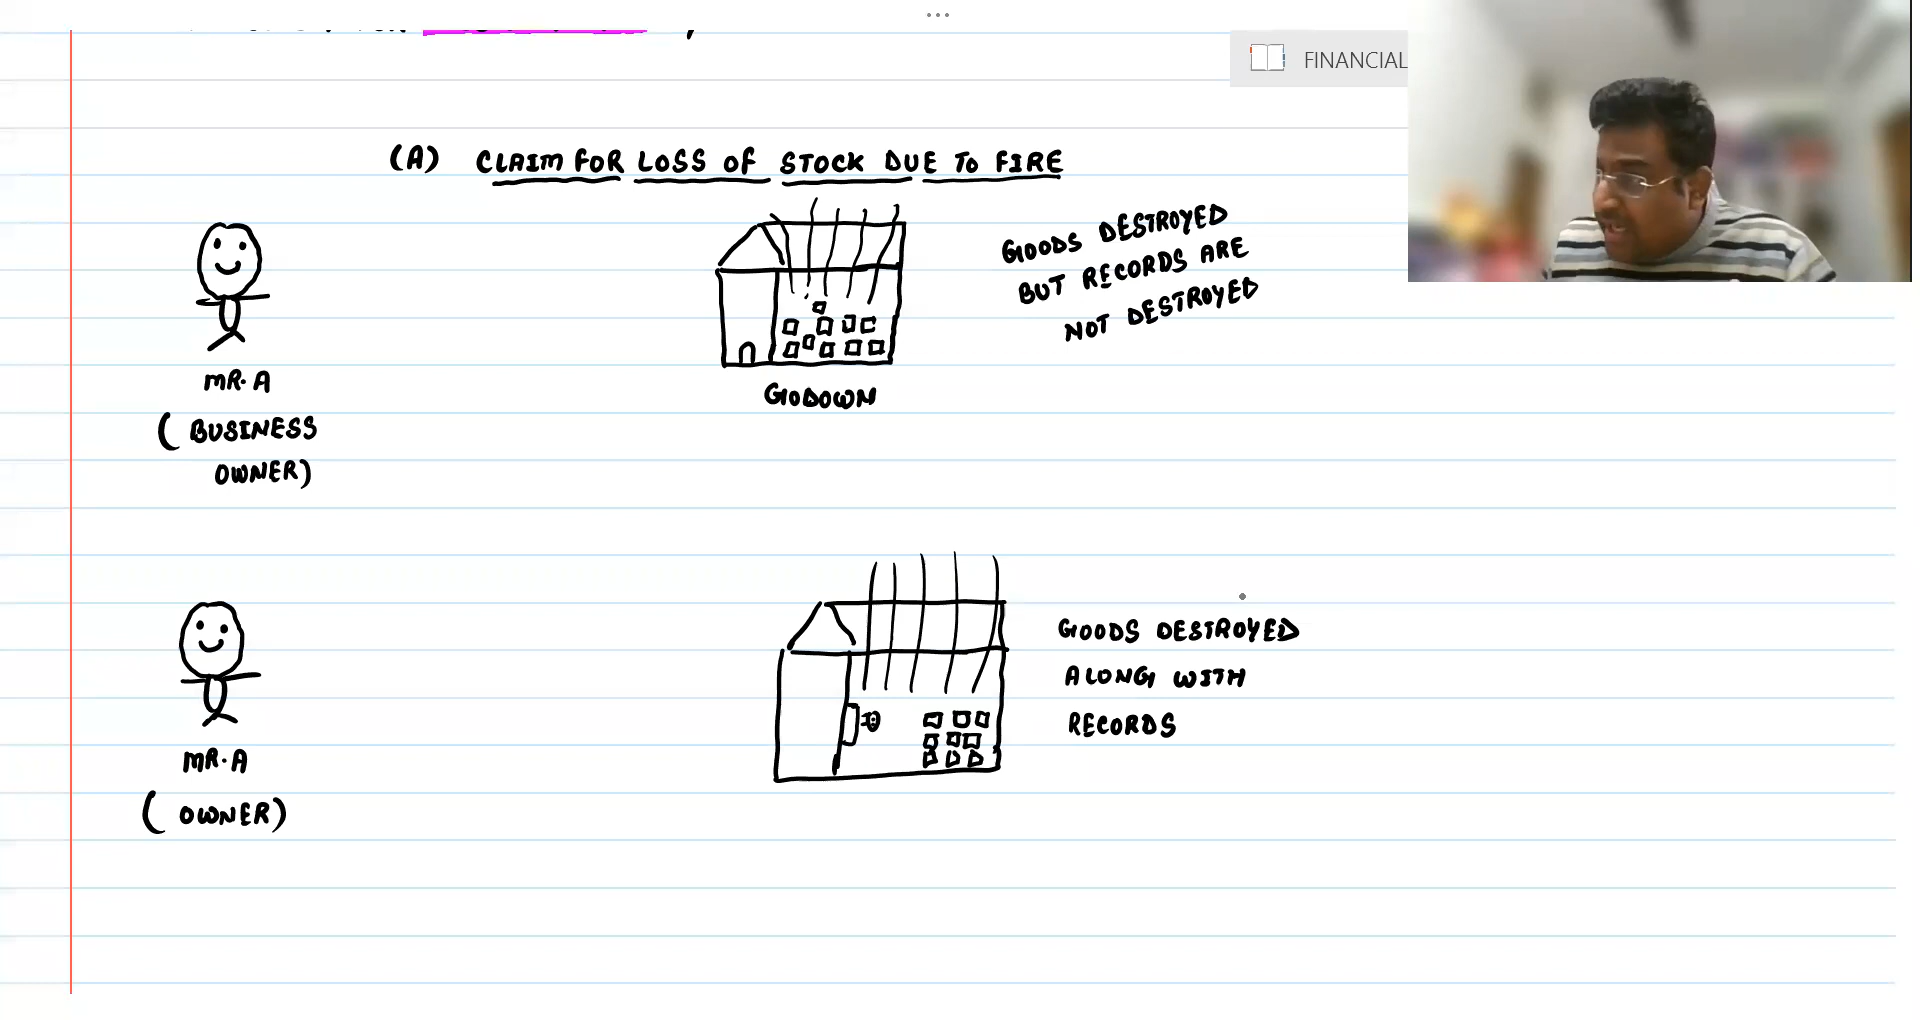 FINANCIAL
(A) CLAIM FOR LOSS OF STOCK DUE TO FIRE
GOODS DESTROYED
BUT RECORDS ARE
NOT DESTROYED
GODOWN
MR. A
(BUSINESS
OWNER)
GOODS DESTROYED
ALONG WITH
RECORDS
MR. A
(OWNER)